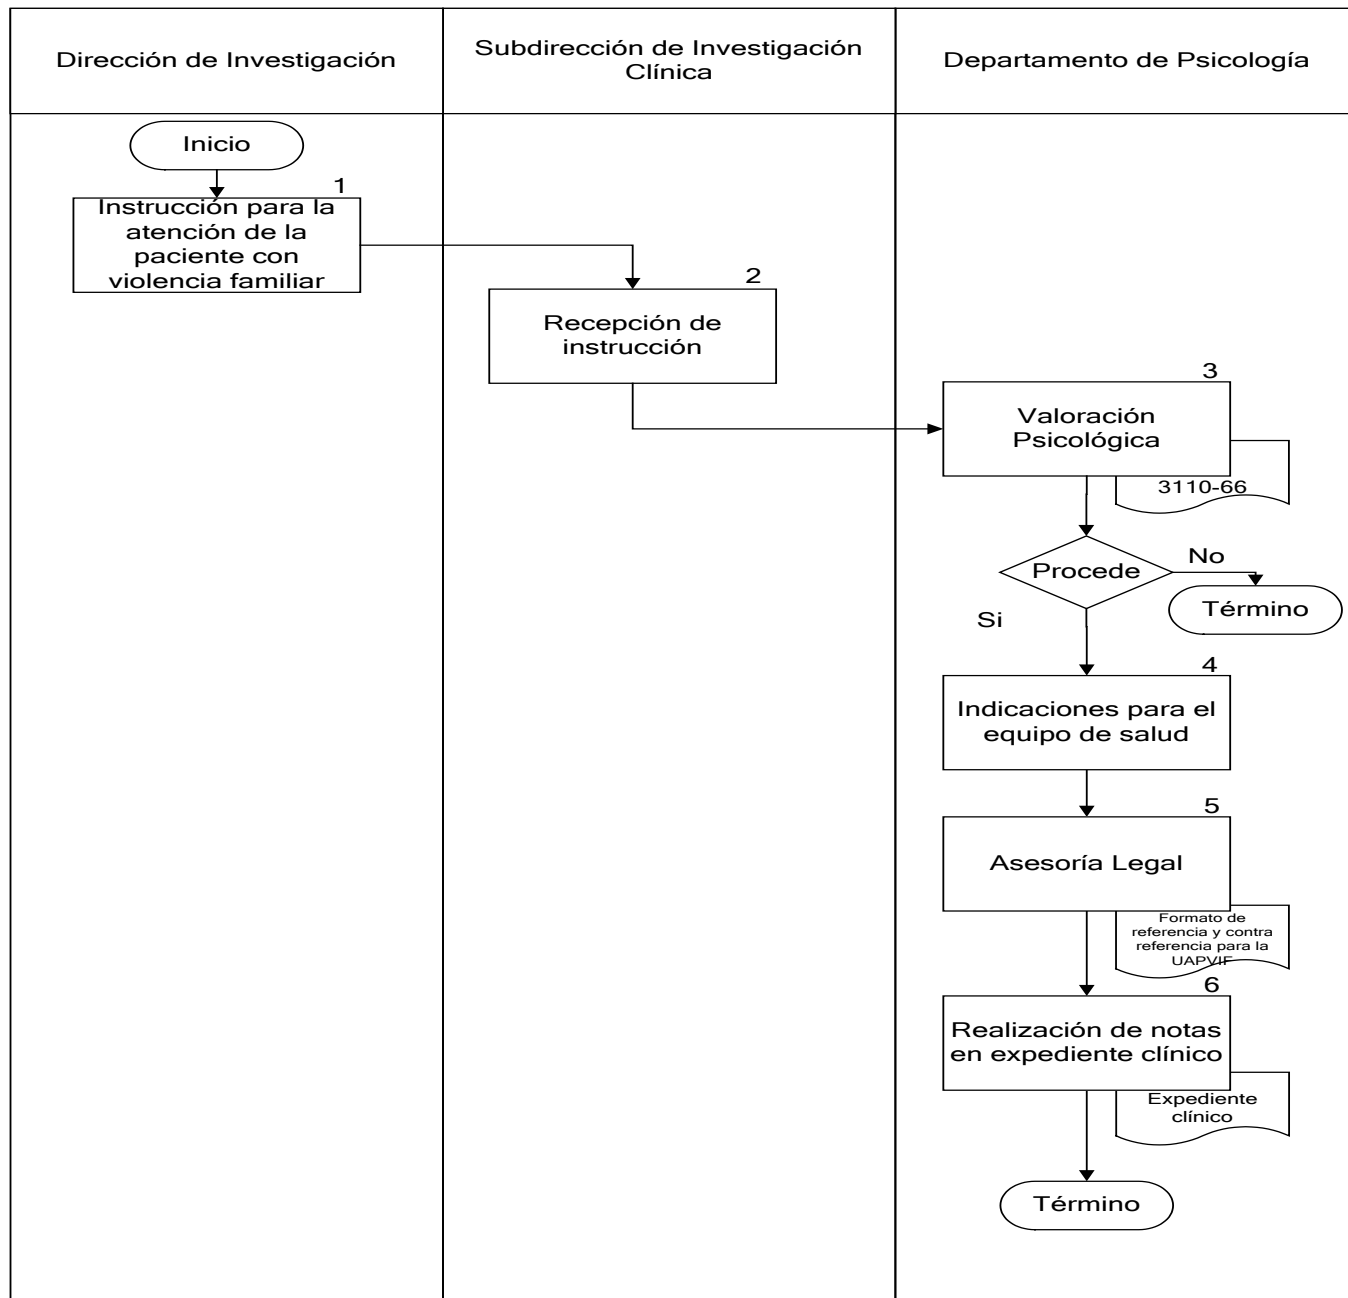 Dirección de Investigación
Subdirección de Investigación
Clínica
Departamento de Psicología
Inicio
1
Instrucción para la
atención de la
paciente con
violencia familiar
2
Recepción de
instrucción
3
Valoración
Psicológica
3110-66
Procede
No
Término
Si
4
Indicaciones para el
equipo de salud
5
Asesoría Legal
Formato de
referencia y contra
referencia para la
UAPVIF
6
Realización de notas
en expediente clínico
Expediente
clínico
Término